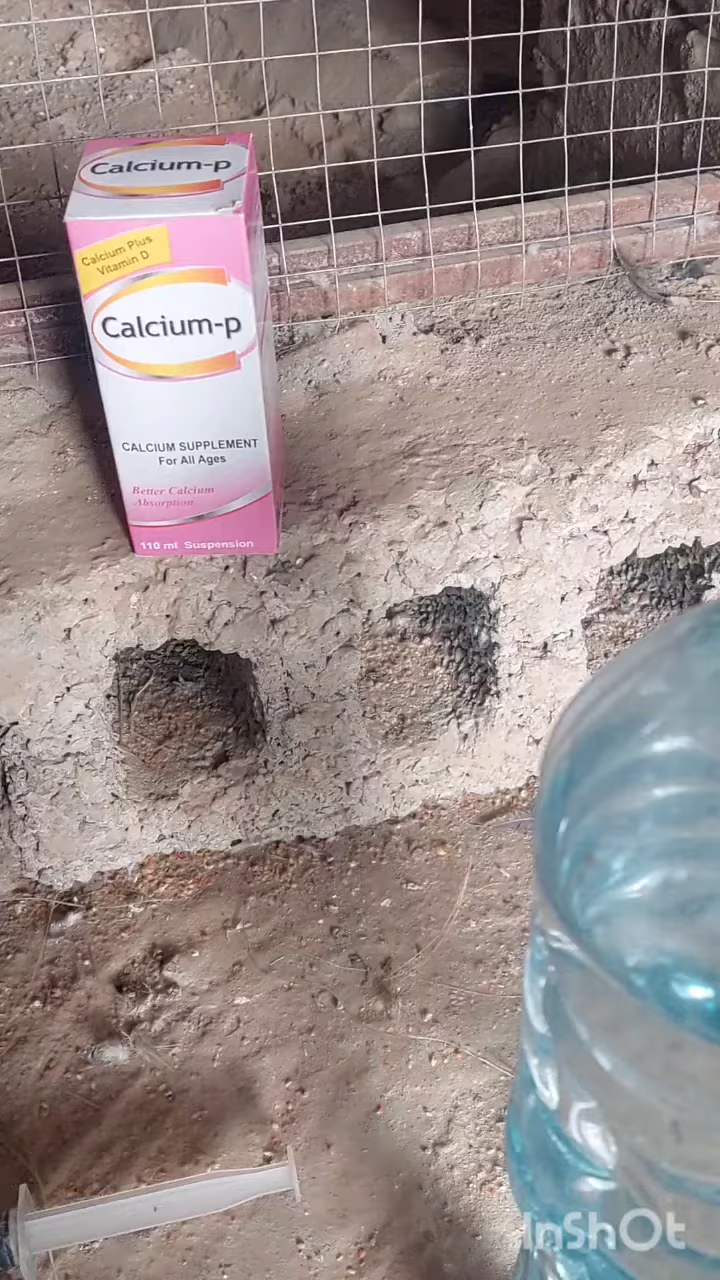 Calcium-p
Calcium Plus
Vitamin D
Calcium-p
CALCIUM SUPPLEMENT
For All Ages
Better Calcium
Absorption
110 ml Suspension
InShOt